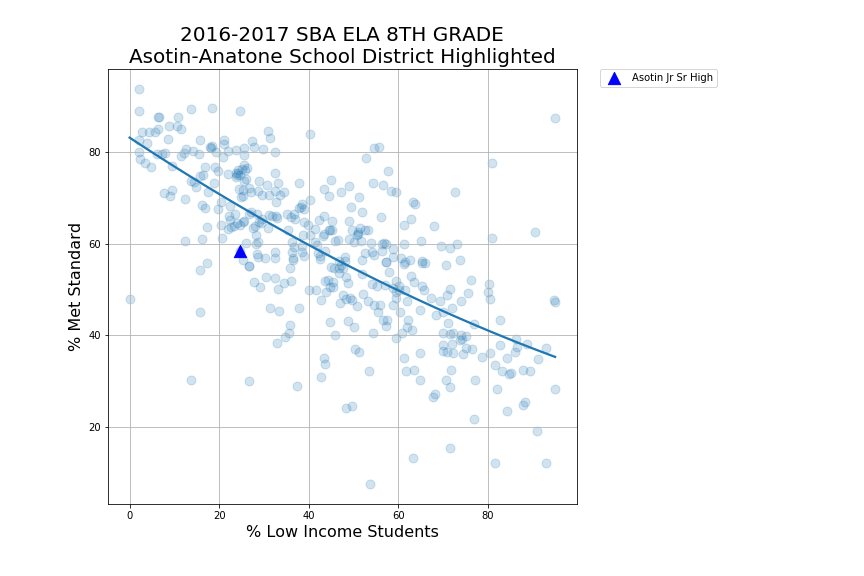 2016-2017 SBA ELA 8TH GRADE
Asotin-Anatone School District Highlighted
Asotin Jr Sr High
80
60
40
20
% Met Standard
0 20 40 60 80
% Low Income Students